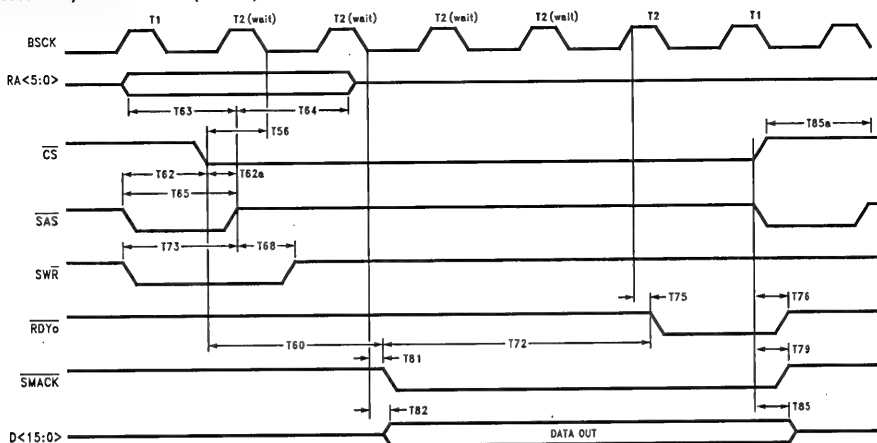 T1 T2 (wait) T2 (wait) T2 (wait) T2 (wait) T2 T1
BSCK
RA<5:0>
T63 T64
T56 T85a
CS
T62 T62a
T65
SAS
T73 T68
SWR
T75 T76
RDYo
T60 T72
T81 T79
SMACK
T82 T85
D<15:0> DATA OUT